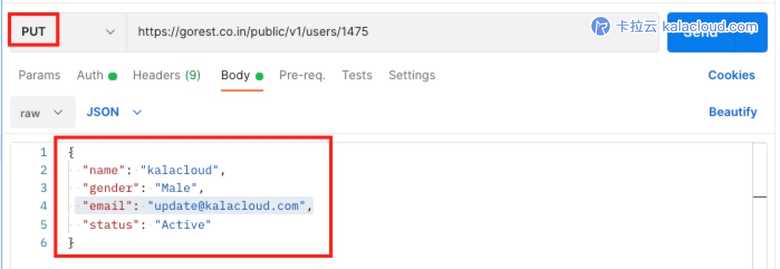 PUT https://gorest.co.in/public/v1/users/1475 Send
卡拉云 kalacloud.com
Params Auth Headers (9) Body Pre-req. Tests Settings Cookies
raw JSON Beautify
1 {
2 "name": "kalacloud",
3 "gender": "Male",
4 "email": "update@kalacloud.com",
5 "status": "Active"
6 }